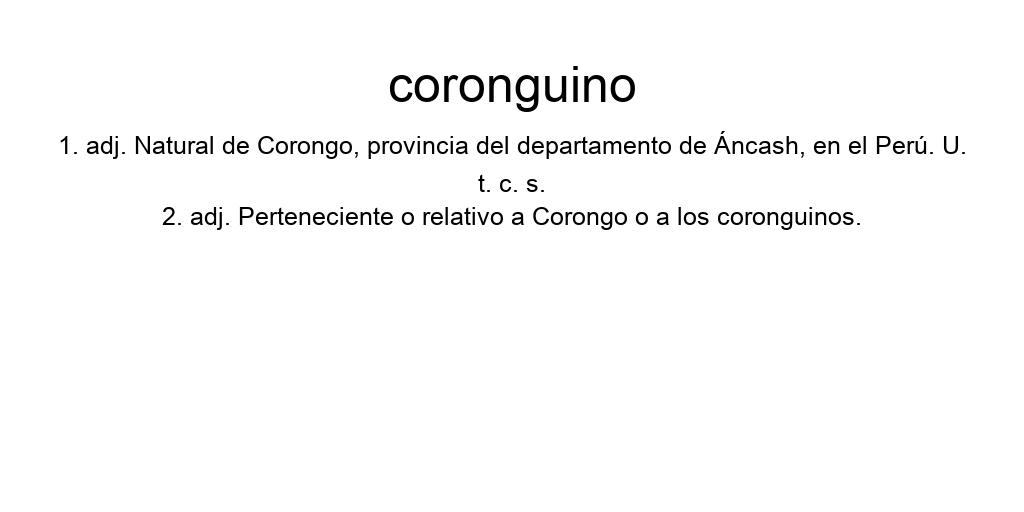 coronguino
1. adj. Natural de Corongo, provincia del departamento de Áncash, en el Perú. U.
t. c. s.
2. adj. Perteneciente o relativo a Corongo o a los coronguinos.